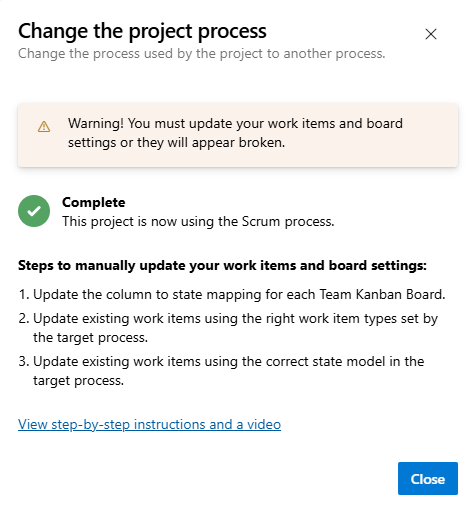 Change the project process
Change the process used by the project to another process.
Warning! You must update your work items and board
settings or they will appear broken.
Complete
This project is now using the Scrum process.
Steps to manually update your work items and board settings:
1. Update the column to state mapping for each Team Kanban Board.
2. Update existing work items using the right work item types set by
the target process.
3. Update existing work items using the correct state model in the
target process.
View step-by-step instructions and a video
Close